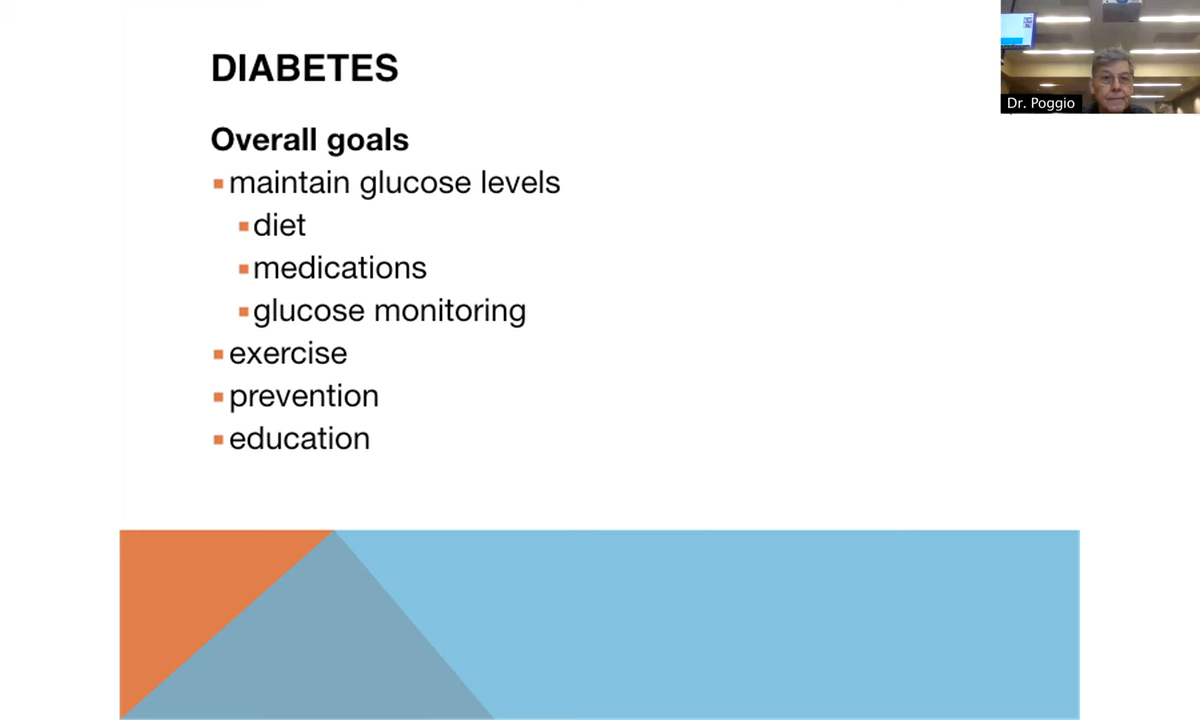 DIABETES
Dr. Poggio
Overall goals
maintain glucose levels
diet
medications
glucose monitoring
exercise
prevention
education